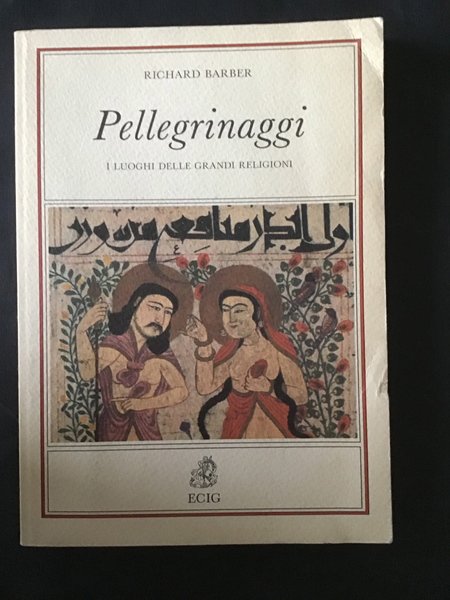 RICHARD BARBER
Pellegrinaggi
I LUOGHI DELLE GRANDI RELIGIONI
ECIG